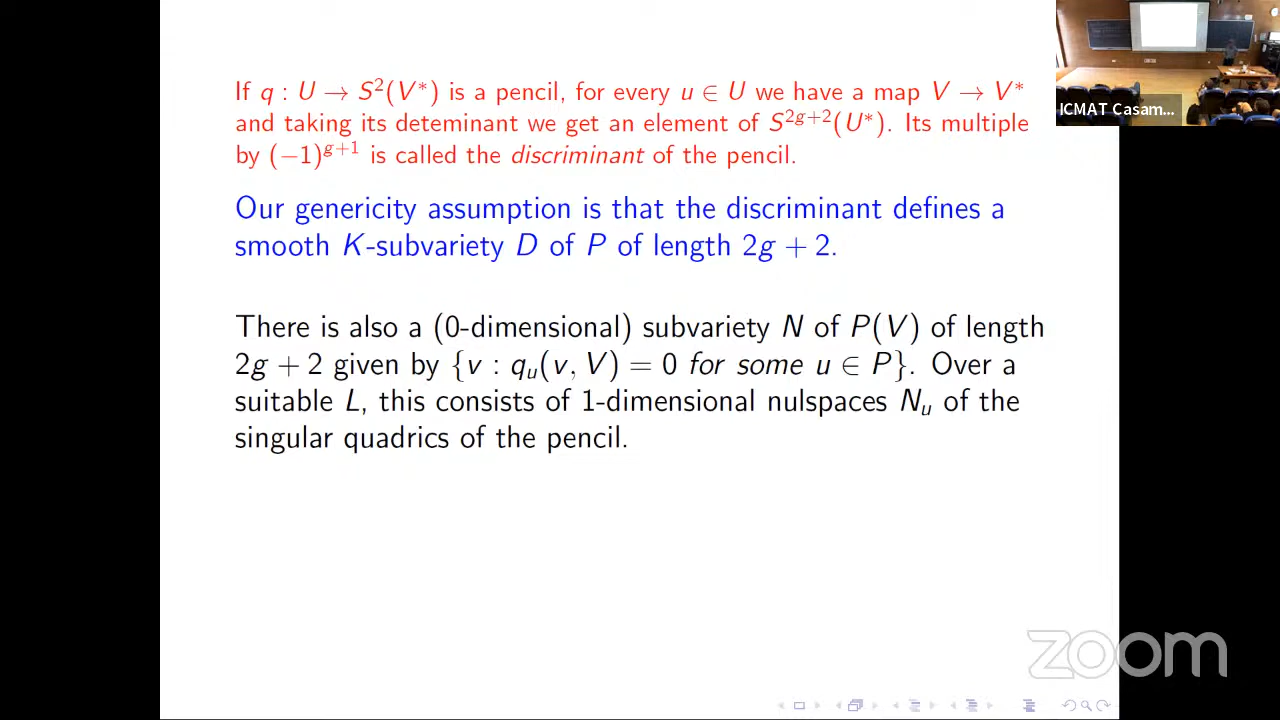 If q : U → S²(V*) is a pencil, for every u ∈ U we have a map V → V*
and taking its deteminant we get an element of S²ᵍ⁺²(U*). Its multiple
by (−1)ᵍ⁺¹ is called the discriminant of the pencil.
Our genericity assumption is that the discriminant defines a
smooth K-subvariety D of P of length 2g + 2.
There is also a (0-dimensional) subvariety N of P(V) of length
2g + 2 given by {v : qᵤ(v, V) = 0 for some u ∈ P}. Over a
suitable L, this consists of 1-dimensional nulspaces Nᵤ of the
singular quadrics of the pencil.
ICMAT Casam...
zoom